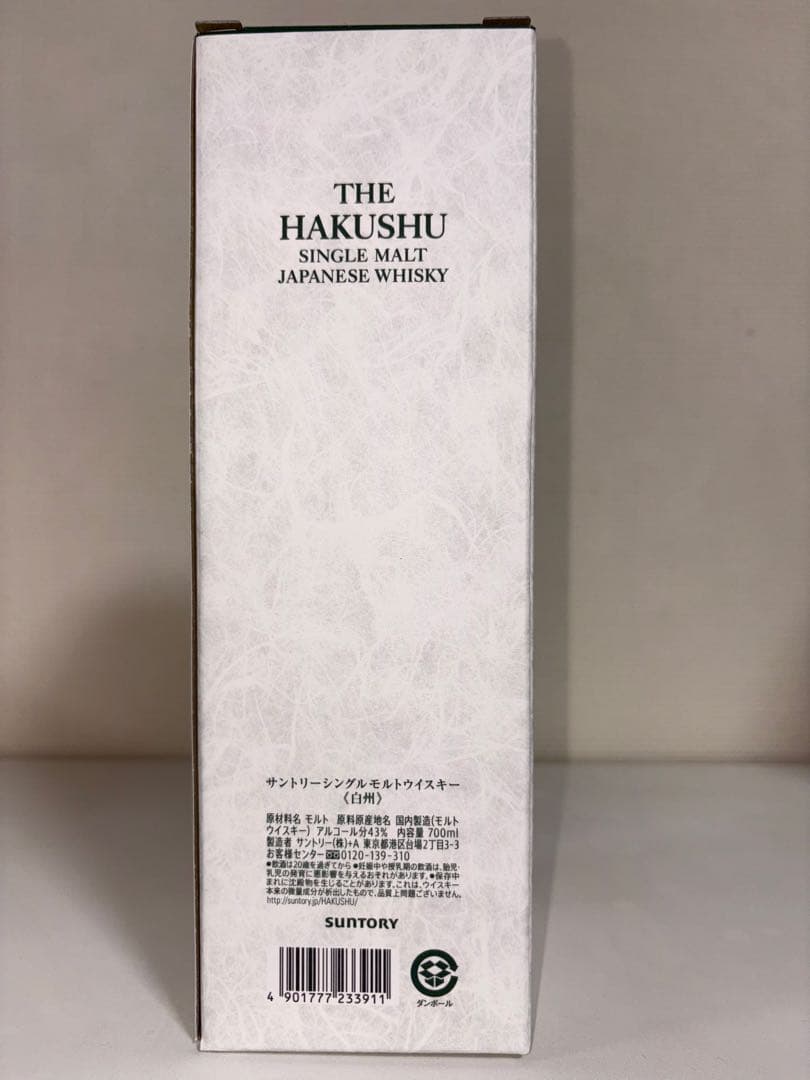 THE
HAKUSHU
SINGLE MALT
JAPANESE WHISKY
サントリーシングルモルトウイスキー
《白州》
原材料名 モルト 原料原産地名 国内製造(モルト
ウイスキー) アルコール分43% 内容量 700ml
製造者 サントリー(株)+A 東京都港区台場2丁目3-3
お客様センター 0120-139-310
●飲酒は20歳を過ぎてから ●妊娠中や授乳期の飲酒は、胎児・
乳児の発育に悪影響を与えるおそれがあります。●保存中
まれに沈殿物を生じることがあります。これは、ウイスキー
本来の微量成分が析出したもので、品質上問題ございません。
http://suntory.jp/HAKUSHU/
SUNTORY
4 901777 233911
ダンボール